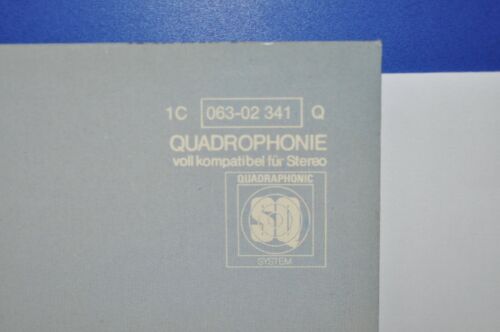 1C 063-02 341 Q
QUADROPHONIE
voll kompatibel für Stereo
QUADRAPHONIC
SQ
SYSTEM